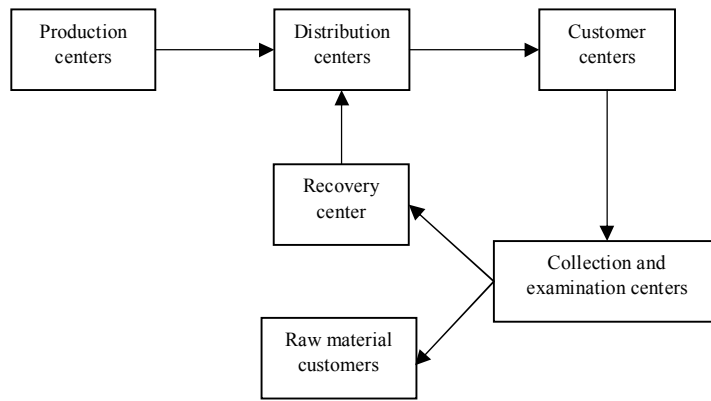 Production
centers
Distribution
centers
Customer
centers
Recovery
center
Collection and
examination centers
Raw material
customers